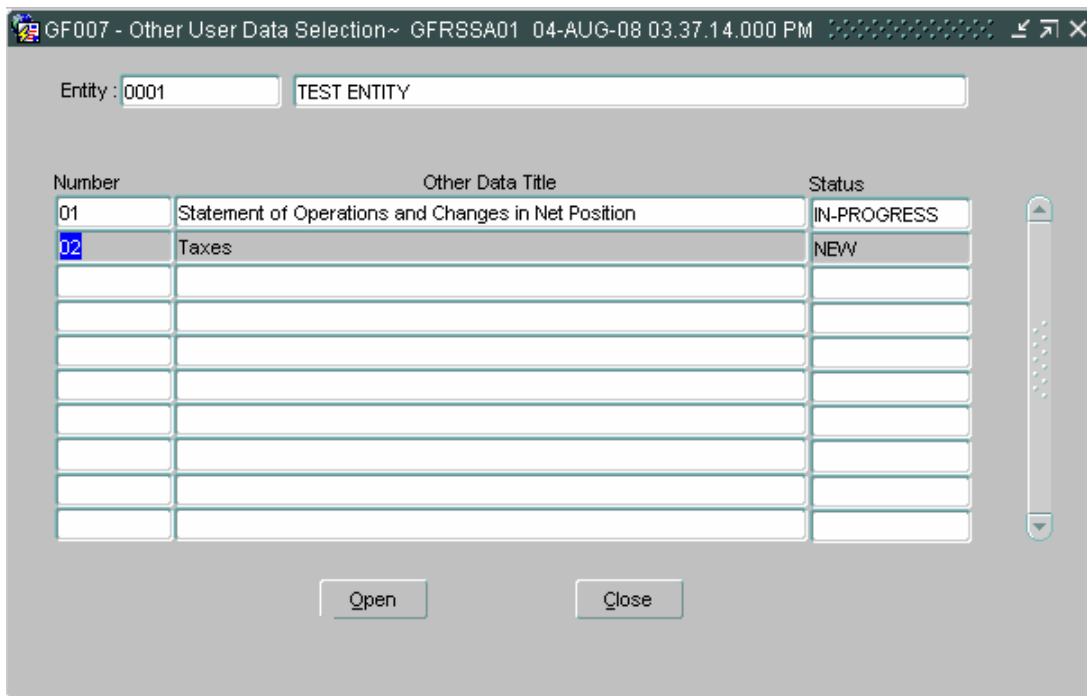 GF007 - Other User Data Selection~ GFRSSA01 04-AUG-08 03.37.14.000 PM
Entity : 0001 TEST ENTITY
Number Other Data Title Status
01 Statement of Operations and Changes in Net Position IN-PROGRESS
02 Taxes NEW
Open Close